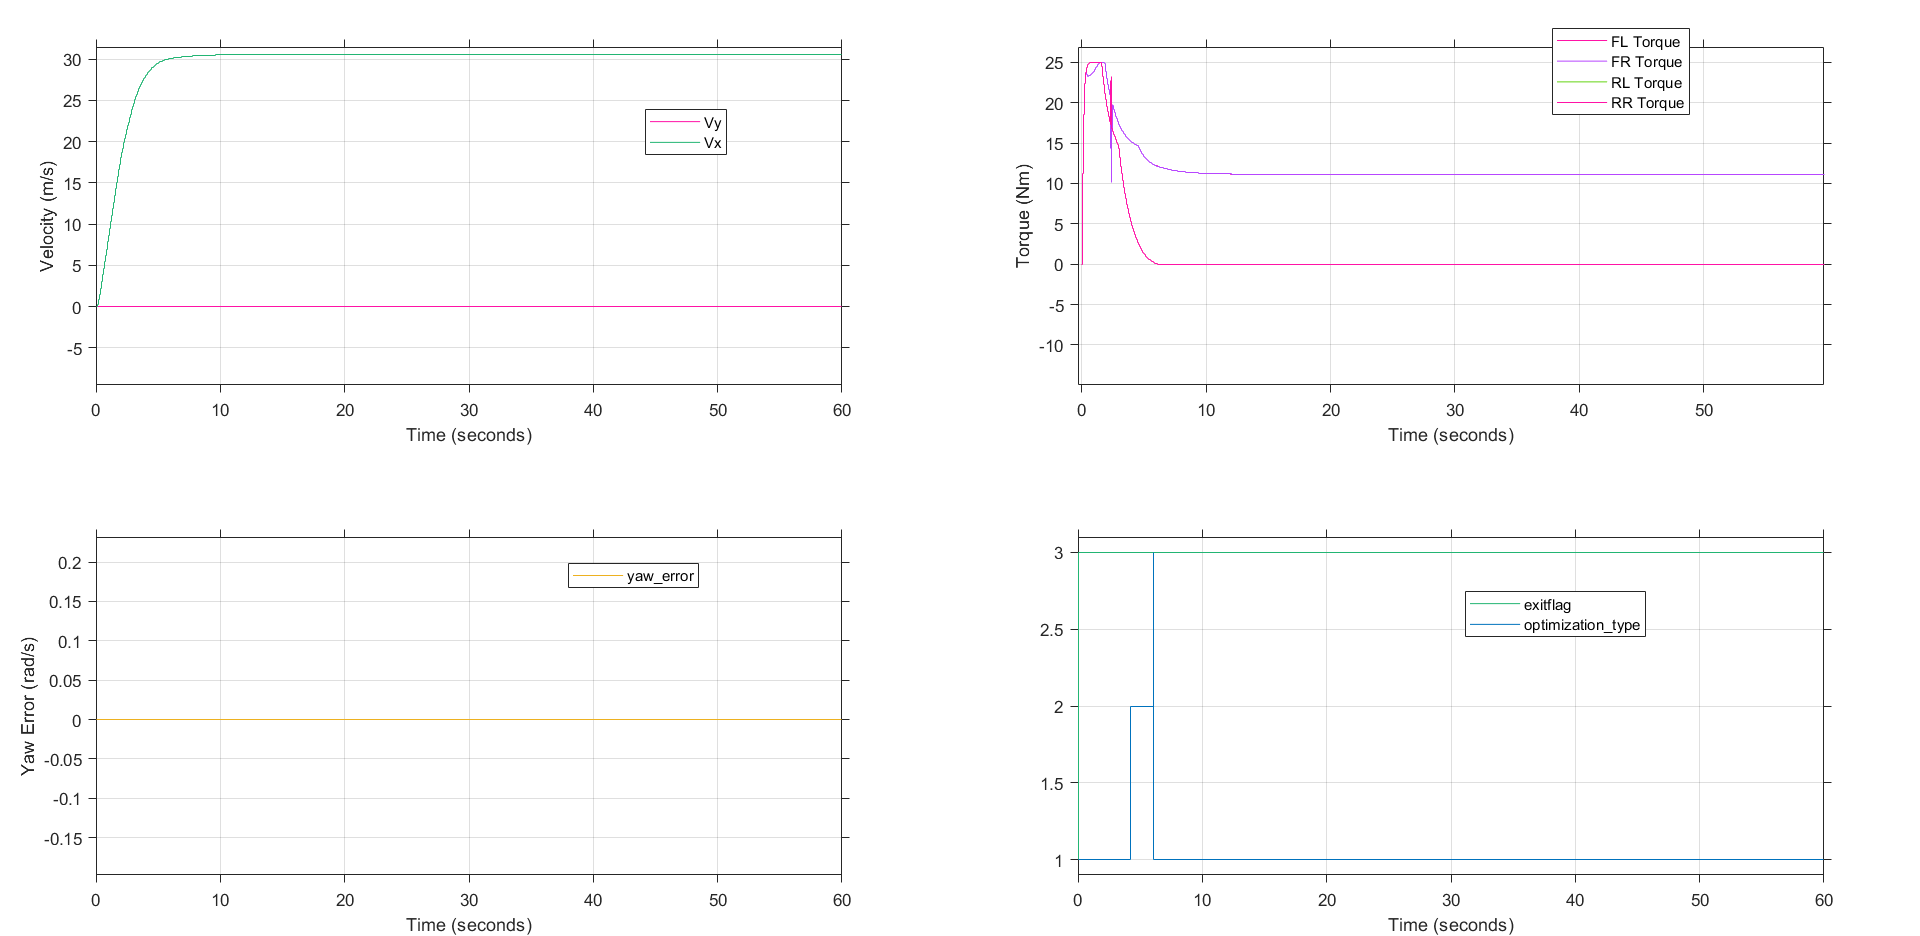 30
25
20
15
10
5
0
-5
Velocity (m/s)
Vy
Vx
0 10 20 30 40 50 60
Time (seconds)
FL Torque
FR Torque
RL Torque
RR Torque
25
20
15
10
5
0
-5
-10
Torque (Nm)
0 10 20 30 40 50
Time (seconds)
0.2
0.15
0.1
0.05
0
-0.05
-0.1
-0.15
Yaw Error (rad/s)
yaw_error
0 10 20 30 40 50 60
Time (seconds)
3
2.5
2
1.5
1
exitflag
optimization_type
0 10 20 30 40 50 60
Time (seconds)